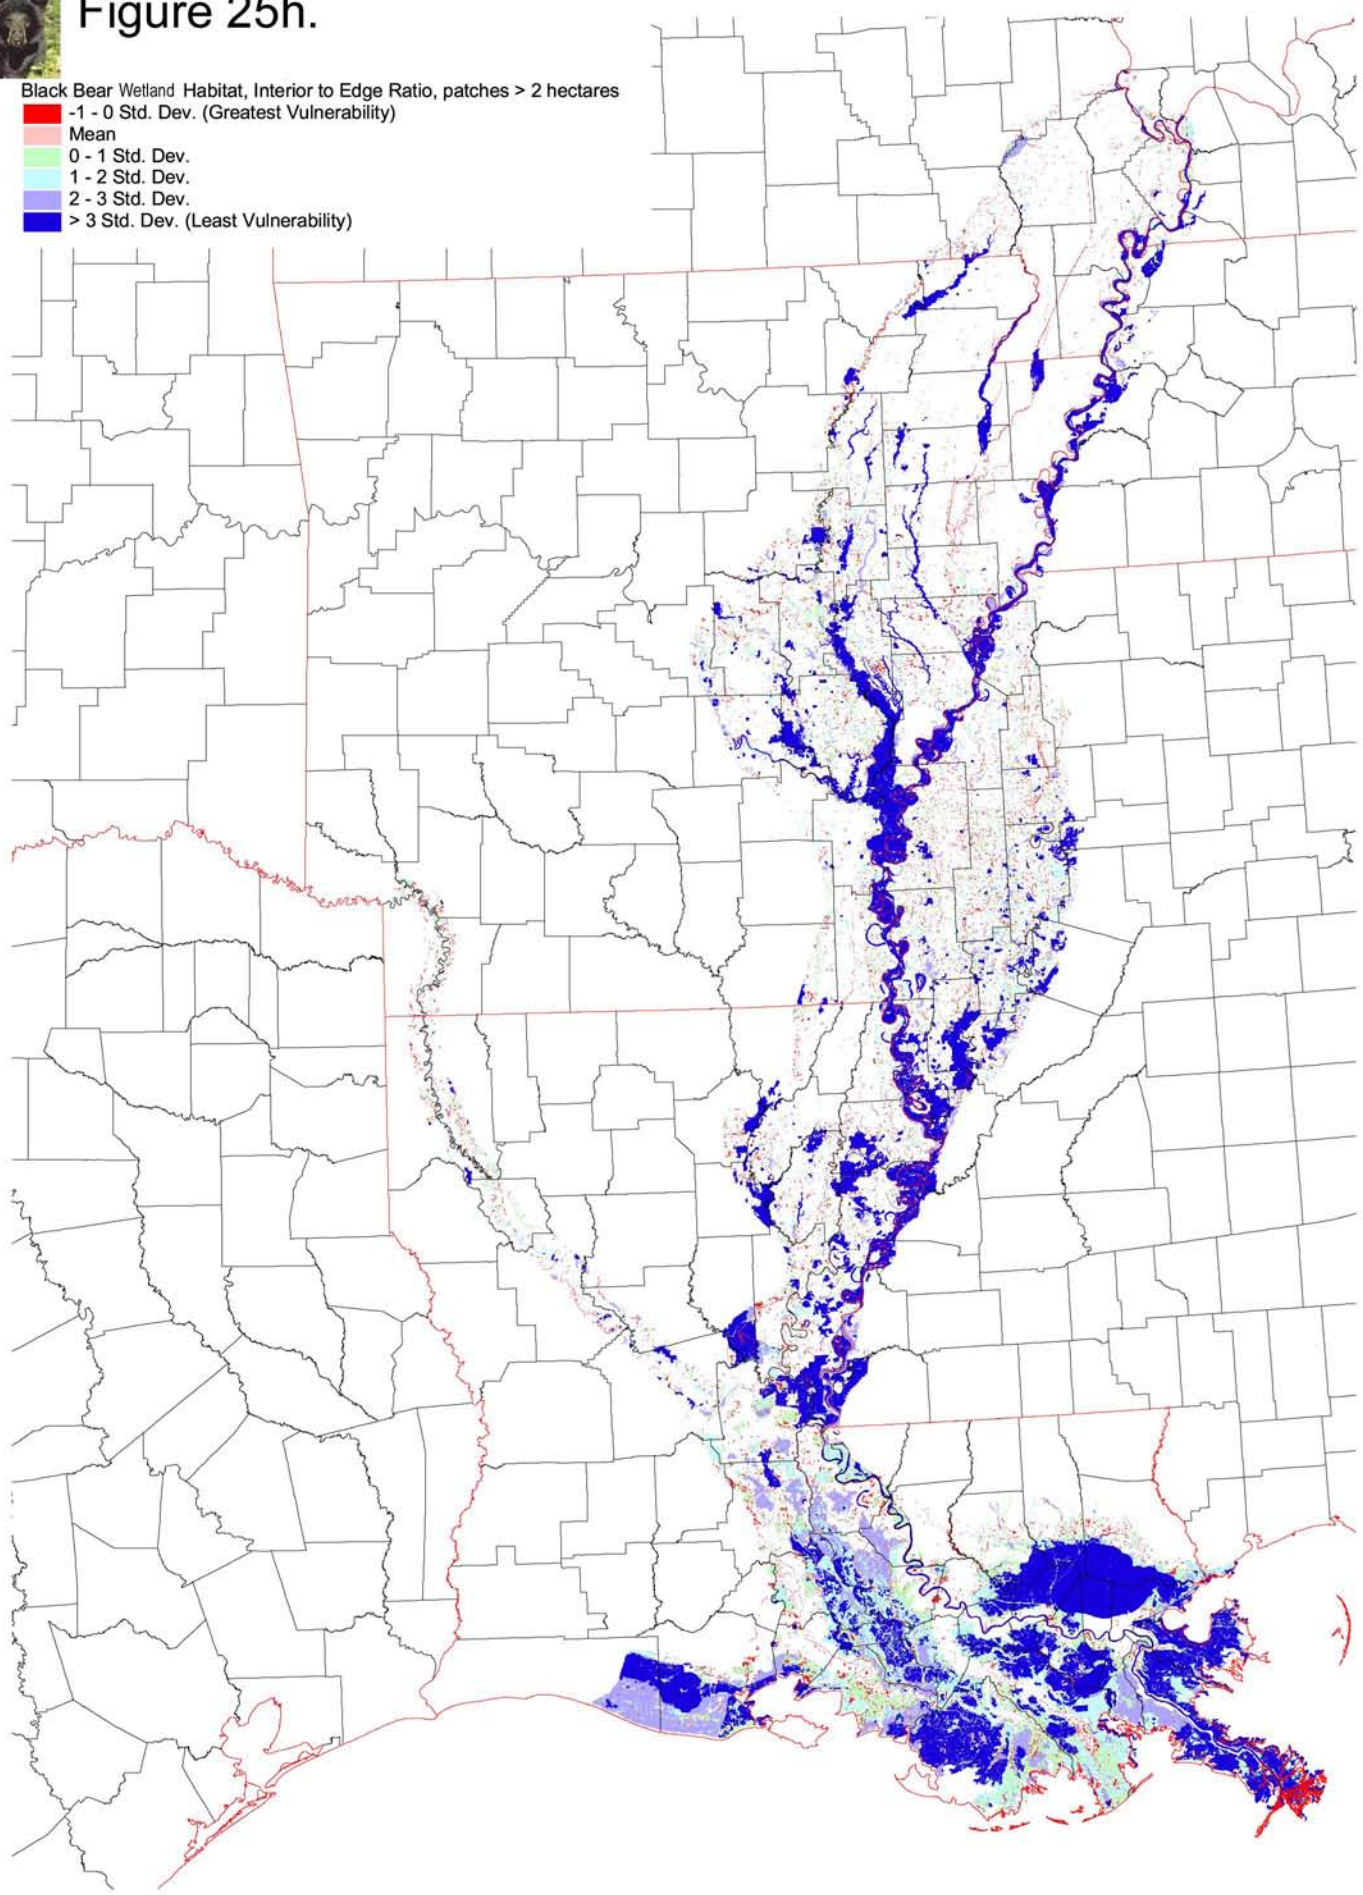 Figure 25h.
Black Bear Wetland Habitat, Interior to Edge Ratio, patches > 2 hectares
-1 - 0 Std. Dev. (Greatest Vulnerability)
Mean
0 - 1 Std. Dev.
1 - 2 Std. Dev.
2 - 3 Std. Dev.
> 3 Std. Dev. (Least Vulnerability)